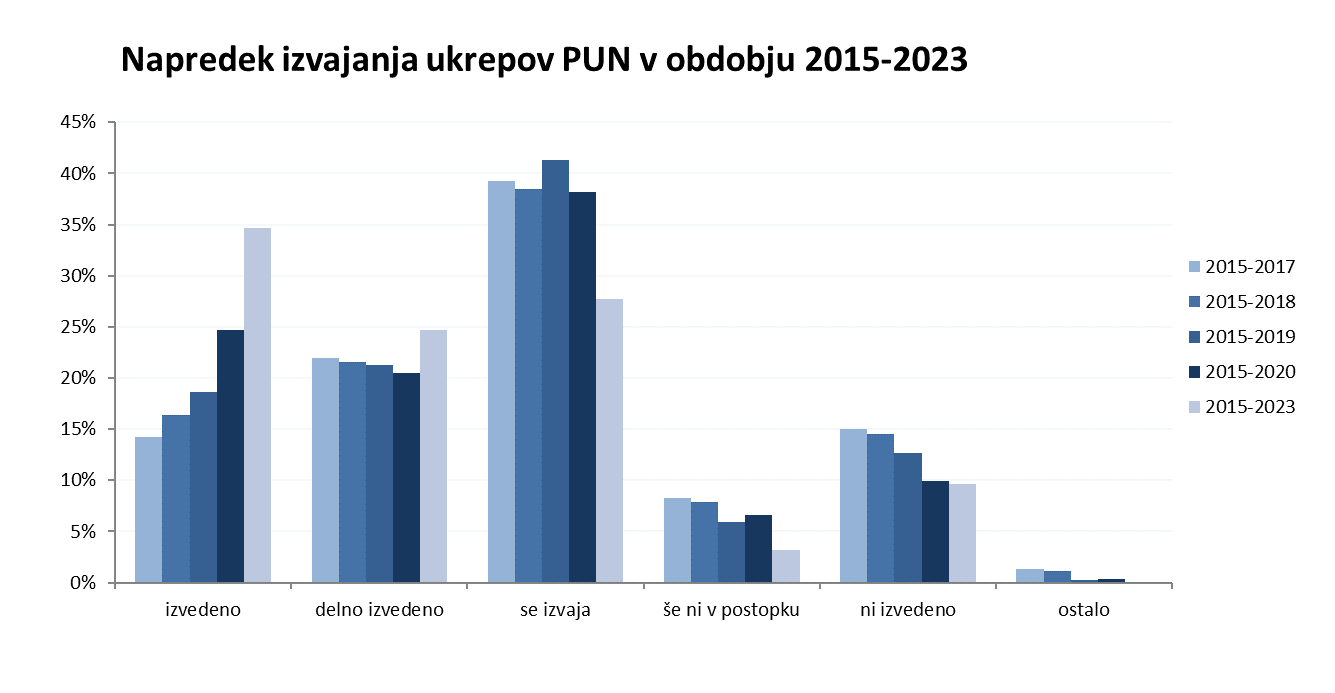 Napredek izvajanja ukrepov PUN v obdobju 2015-2023
45%
40%
35%
30%
25%
20%
15%
10%
5%
0%
izvedeno
delno izvedeno
se izvaja
še ni v postopku
ni izvedeno
ostalo
2015-2017
2015-2018
2015-2019
2015-2020
2015-2023